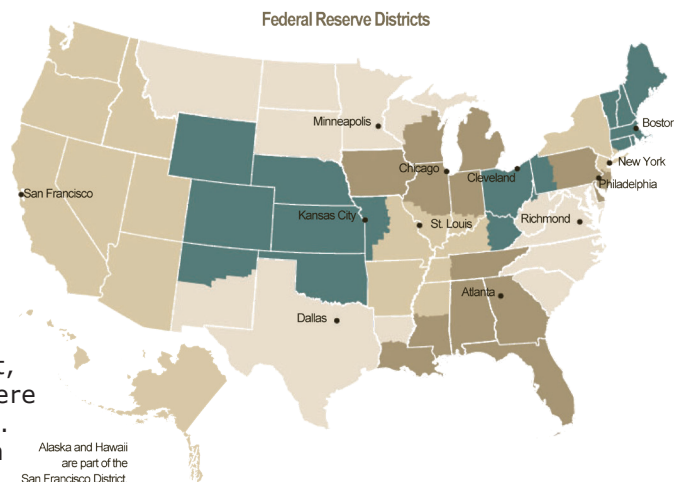 Federal Reserve Districts
Boston
Minneapolis
New York
Chicago
Cleveland
Philadelphia
San Francisco
Kansas City
St. Louis
Richmond
Atlanta
Dallas
ere
Alaska and Hawaii
are part of the
San Francisco District.